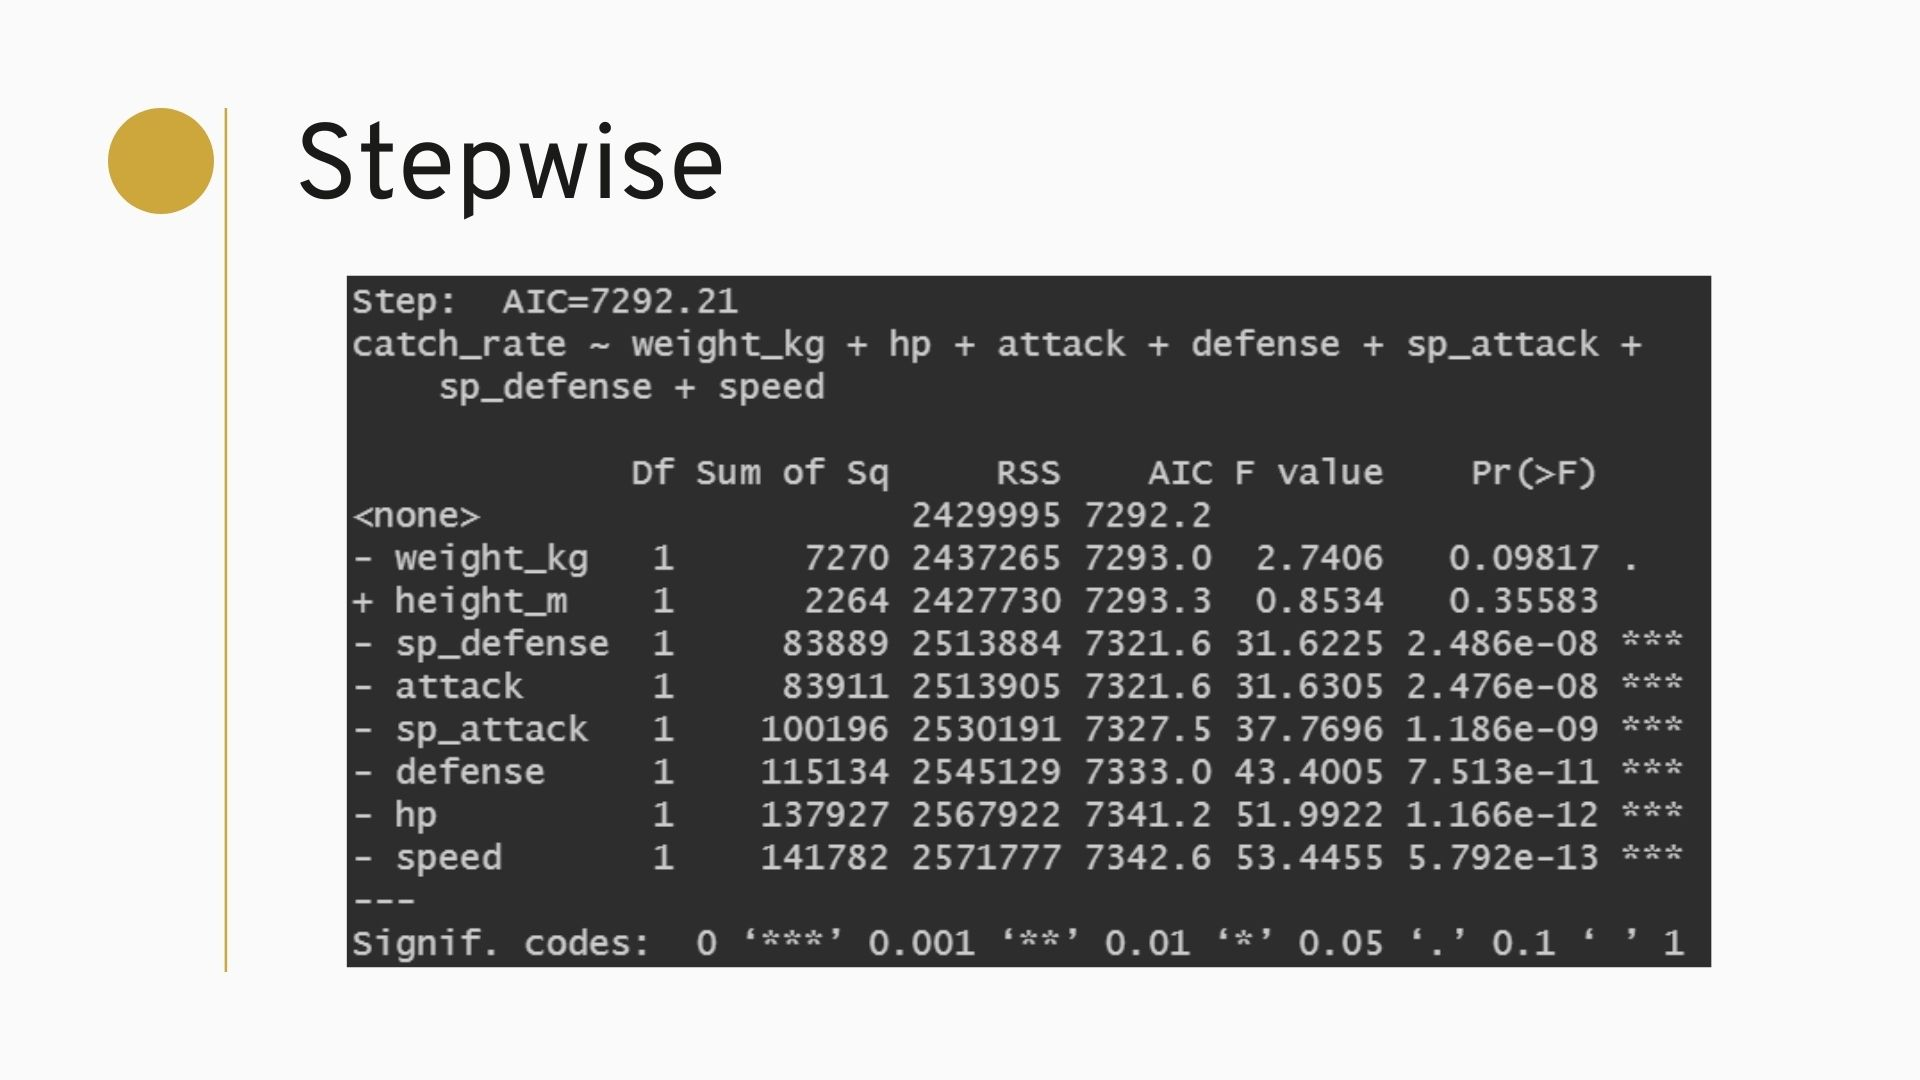 Stepwise
Step:  AIC=7292.21
catch_rate ~ weight_kg + hp + attack + defense + sp_attack +
    sp_defense + speed
             Df Sum of Sq     RSS    AIC F value    Pr(>F)
<none>                    2429995 7292.2
- weight_kg   1      7270 2437265 7293.0  2.7406   0.09817 .
+ height_m    1      2264 2427730 7293.3  0.8534   0.35583
- sp_defense  1     83889 2513884 7321.6 31.6225 2.486e-08 ***
- attack      1     83911 2513905 7321.6 31.6305 2.476e-08 ***
- sp_attack   1    100196 2530191 7327.5 37.7696 1.186e-09 ***
- defense     1    115134 2545129 7333.0 43.4005 7.513e-11 ***
- hp          1    137927 2567922 7341.2 51.9922 1.166e-12 ***
- speed       1    141782 2571777 7342.6 53.4455 5.792e-13 ***
---
Signif. codes:  0 ‘***’ 0.001 ‘**’ 0.01 ‘*’ 0.05 ‘.’ 0.1 ‘ ’ 1